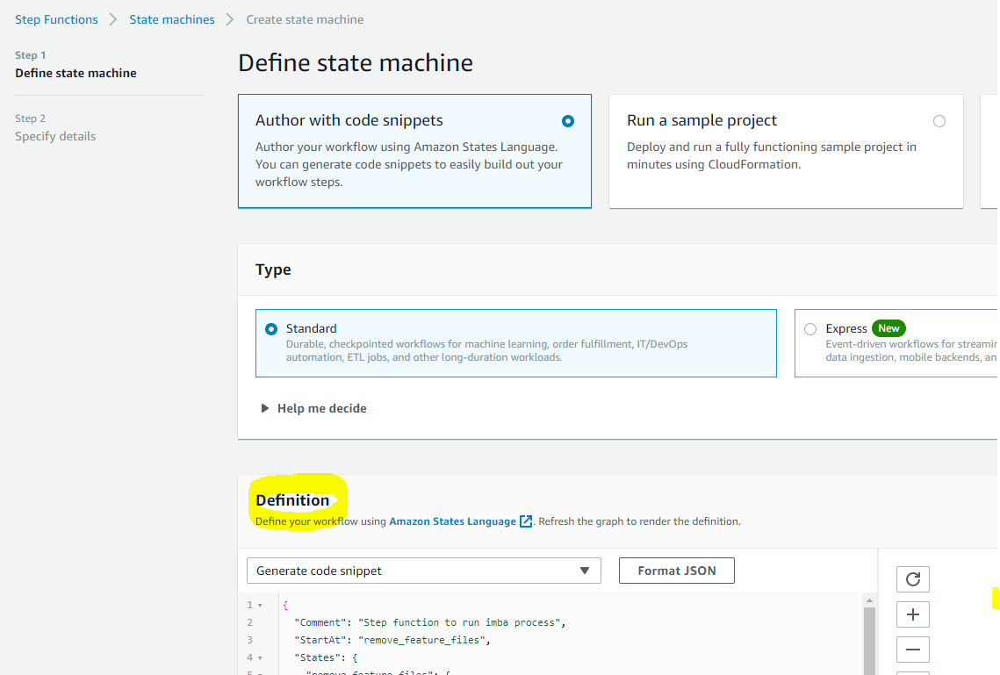 Step Functions > State machines > Create state machine
Step 1
Define state machine
Step 2
Specify details
Define state machine
Author with code snippets
Author your workflow using Amazon States Language.
You can generate code snippets to easily build out your
workflow steps.
Run a sample project
Deploy and run a fully functioning sample project in
minutes using CloudFormation.
Type
Standard
Durable, checkpointed workflows for machine learning, order fulfillment, IT/DevOps
automation, ETL jobs, and other long-duration workloads.
Express New
Event-driven workflows for
data ingestion, mobile backends,
Help me decide
Definition
Define your workflow using Amazon States Language. Refresh the graph to render the definition.
Generate code snippet
Format JSON
1 {
2 "Comment": "Step function to run imba process",
3 "StartAt": "remove_feature_files",
4 "States": {
5 "remove_feature_files": {